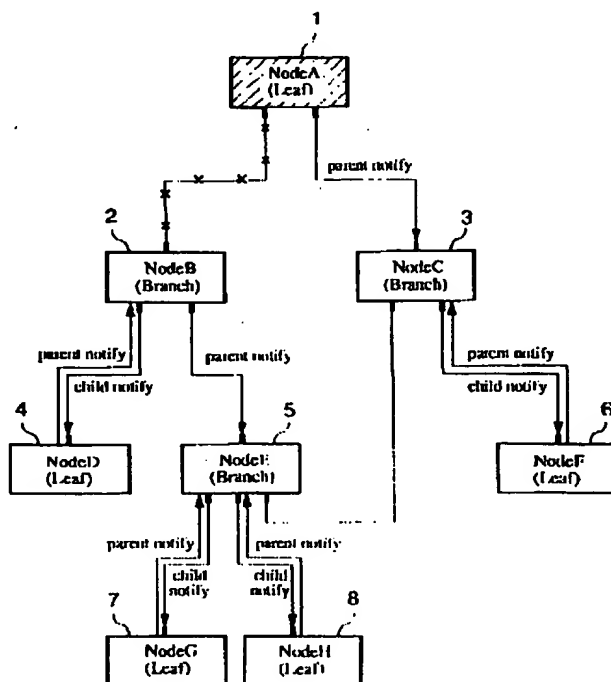 1
NodeA
(Leaf)
parent notify
2
3
NodeB
(Branch)
NodeC
(Branch)
parent notify
child notify
parent notify
parent notify
child notify
4
5
6
NodeD
(Leaf)
NodeE
(Branch)
NodeF
(Leaf)
parent notify
child
notify
parent notify
child
notify
7
8
NodeG
(Leaf)
NodeH
(Leaf)